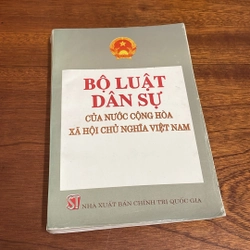 BỘ LUẬT
DÂN SỰ
CỦA NƯỚC CỘNG HÒA
XÃ HỘI CHỦ NGHĨA VIỆT NAM
NHÀ XUẤT BẢN CHÍNH TRỊ QUỐC GIA